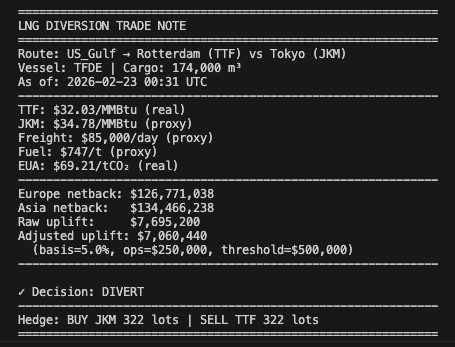 LNG DIVERSION TRADE NOTE
Route: US_Gulf → Rotterdam (TTF) vs Tokyo (JKM)
Vessel: TFDE | Cargo: 174,000 m³
As of: 2026-02-23 00:31 UTC
TTF: $32.03/MMBtu (real)
JKM: $34.78/MMBtu (proxy)
Freight: $85,000/day (proxy)
Fuel: $747/t (proxy)
EUA: $69.21/tCO₂ (real)
Europe netback: $126,771,038
Asia netback: $134,466,238
Raw uplift: $7,695,200
Adjusted uplift: $7,060,440
(basis=5.0%, ops=$250,000, threshold=$500,000)
✓ Decision: DIVERT
Hedge: BUY JKM 322 lots | SELL TTF 322 lots